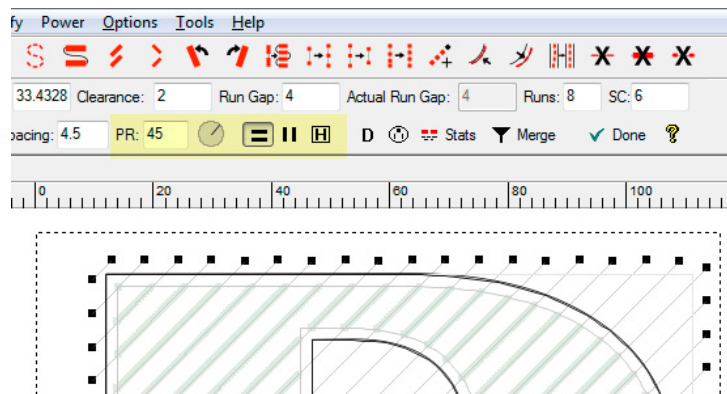 fy Power Options Tools Help
33.4328 Clearance: 2 Run Gap: 4 Actual Run Gap: 4 Runs: 8 SC: 6
pacing: 4.5 PR: 45 H D Stats Merge Done ?
0 20 40 60 80 100